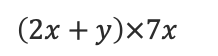 (2x + y)×7x